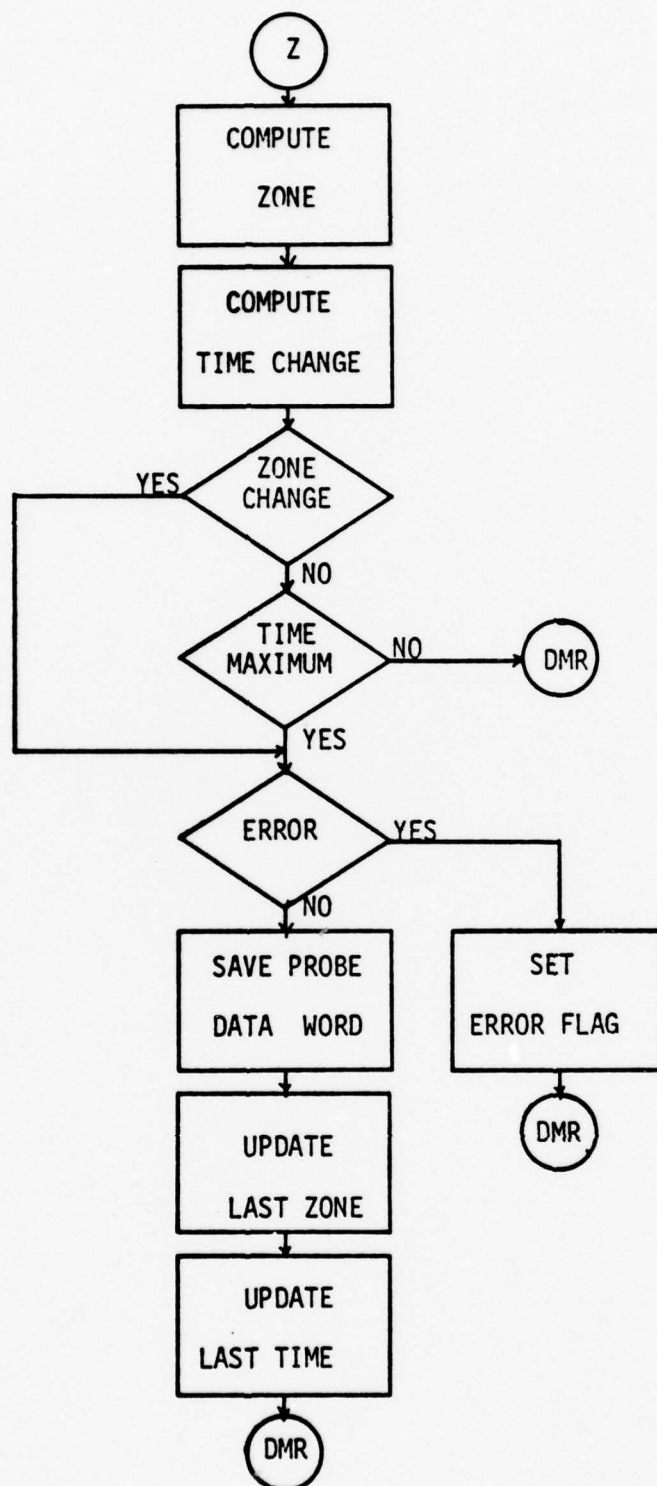 Z
COMPUTE
ZONE
COMPUTE
TIME CHANGE
ZONE
YES
CHANGE
NO
TIME
MAXIMUM
NO
DMR
YES
ERROR
YES
NO
SAVE PROBE
DATA WORD
SET
ERROR FLAG
DMR
UPDATE
LAST ZONE
UPDATE
LAST TIME
DMR